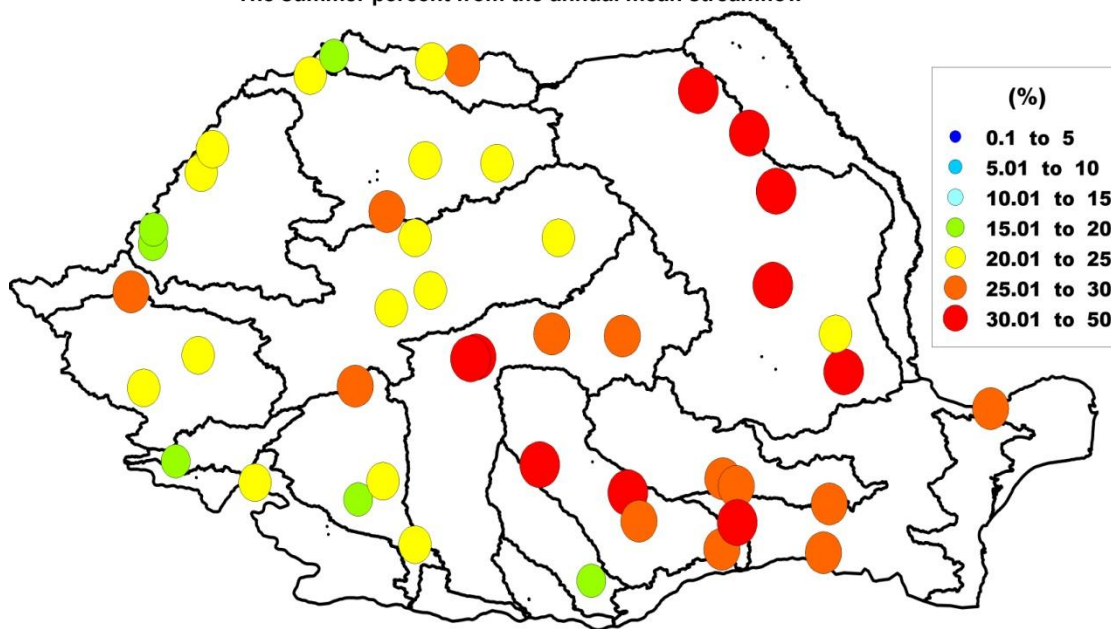 The summer percent from the annual mean streamflow
(%)
0.1 to 5
5.01 to 10
10.01 to 15
15.01 to 20
20.01 to 25
25.01 to 30
30.01 to 50